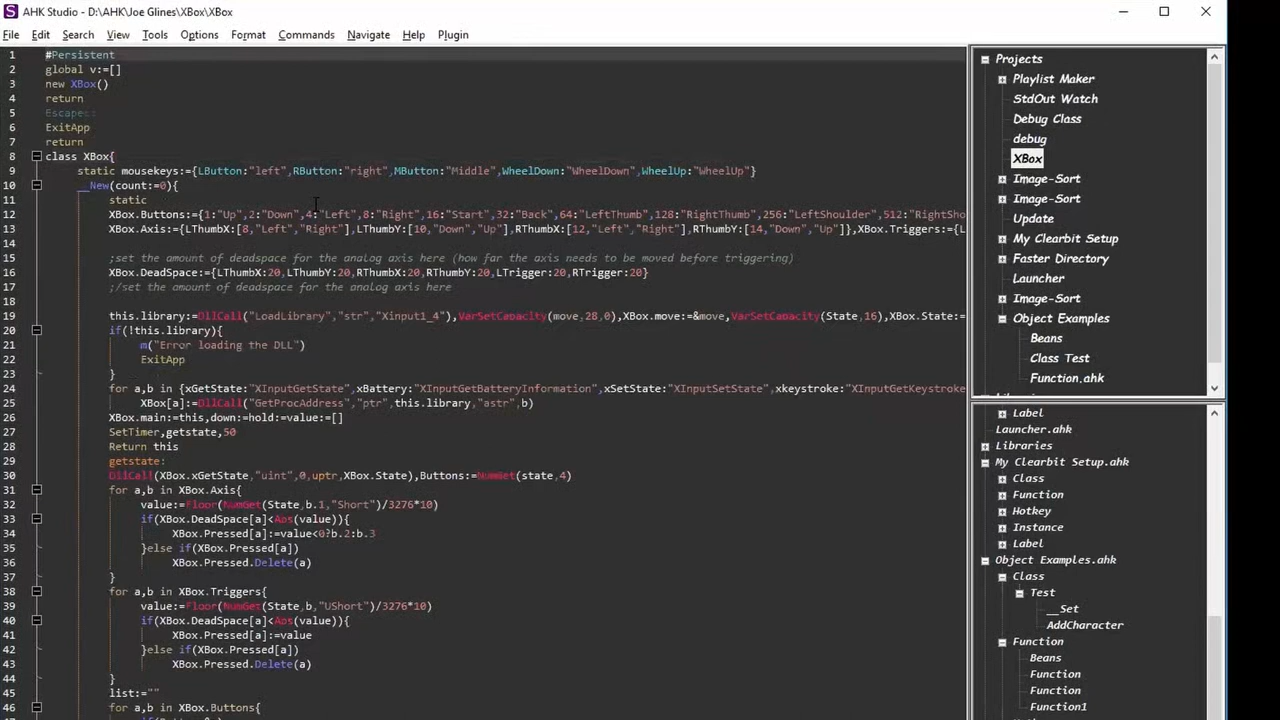 AHK Studio - D:\AHK\Joe Glines\XBox\XBox
File Edit Search View Tools Options Format Commands Navigate Help Plugin
1 #Persistent
2 global v:=[]
3 new XBox()
4 return
5 Escape::
6 ExitApp
7 return
8 class XBox{
9 static mousekeys:={LButton:"left",RButton:"right",MButton:"Middle",WheelDown:"WheelDown",WheelUp:"WheelUp"}
10 __New(count:=0){
11 static
12 XBox.Buttons:={1:"Up",2:"Down",4:"Left",8:"Right",16:"Start",32:"Back",64:"LeftThumb",128:"RightThumb",256:"LeftShoulder",512:"RightSho
13 XBox.Axis:={LThumbX:[8,"Left","Right"],LThumbY:[10,"Down","Up"],RThumbX:[12,"Left","Right"],RThumbY:[14,"Down","Up"]},XBox.Triggers:={L
14
15 ;set the amount of deadspace for the analog axis here (how far the axis needs to be moved before triggering)
16 XBox.DeadSpace:={LThumbX:20,LThumbY:20,RThumbX:20,RThumbY:20,LTrigger:20,RTrigger:20}
17 ;/set the amount of deadspace for the analog axis here
18
19 this.library:=DllCall("LoadLibrary","str","Xinput1_4"),VarSetCapacity(move,28,0),XBox.move:=&move,VarSetCapacity(State,16),XBox.State:=
20 if(!this.library){
21 m("Error loading the DLL")
22 ExitApp
23 }
24 for a,b in {xGetState:"XInputGetState",xBattery:"XInputGetBatteryInformation",xSetState:"XInputSetState",xkeystroke:"XInputGetKeystroke
25 XBox[a]:=DllCall("GetProcAddress","ptr",this.library,"astr",b)
26 XBox.main:=this,down:=hold:=value:=[]
27 SetTimer,getstate,50
28 Return this
29 getstate:
30 DllCall(XBox.xGetState,"uint",0,uptr,XBox.State),Buttons:=NumGet(state,4)
31 for a,b in XBox.Axis{
32 value:=Floor(NumGet(State,b.1,"Short")/3276*10)
33 if(XBox.DeadSpace[a]<Abs(value)){
34 XBox.Pressed[a]:=value<0?b.2:b.3
35 }else if(XBox.Pressed[a])
36 XBox.Pressed.Delete(a)
37 }
38 for a,b in XBox.Triggers{
39 value:=Floor(NumGet(State,b,"UShort")/3276*10)
40 if(XBox.DeadSpace[a]<Abs(value)){
41 XBox.Pressed[a]:=value
42 }else if(XBox.Pressed[a])
43 XBox.Pressed.Delete(a)
44 }
45 list:=""
46 for a,b in XBox.Buttons{
Projects
Playlist Maker
StdOut Watch
Debug Class
debug
XBox
Image-Sort
Image-Sort
Update
My Clearbit Setup
Faster Directory
Launcher
Image-Sort
Object Examples
Beans
Class Test
Function.ahk
Label
Launcher.ahk
Libraries
My Clearbit Setup.ahk
Class
Function
Hotkey
Instance
Label
Object Examples.ahk
Class
Test
__Set
AddCharacter
Function
Beans
Function
Function
Function1